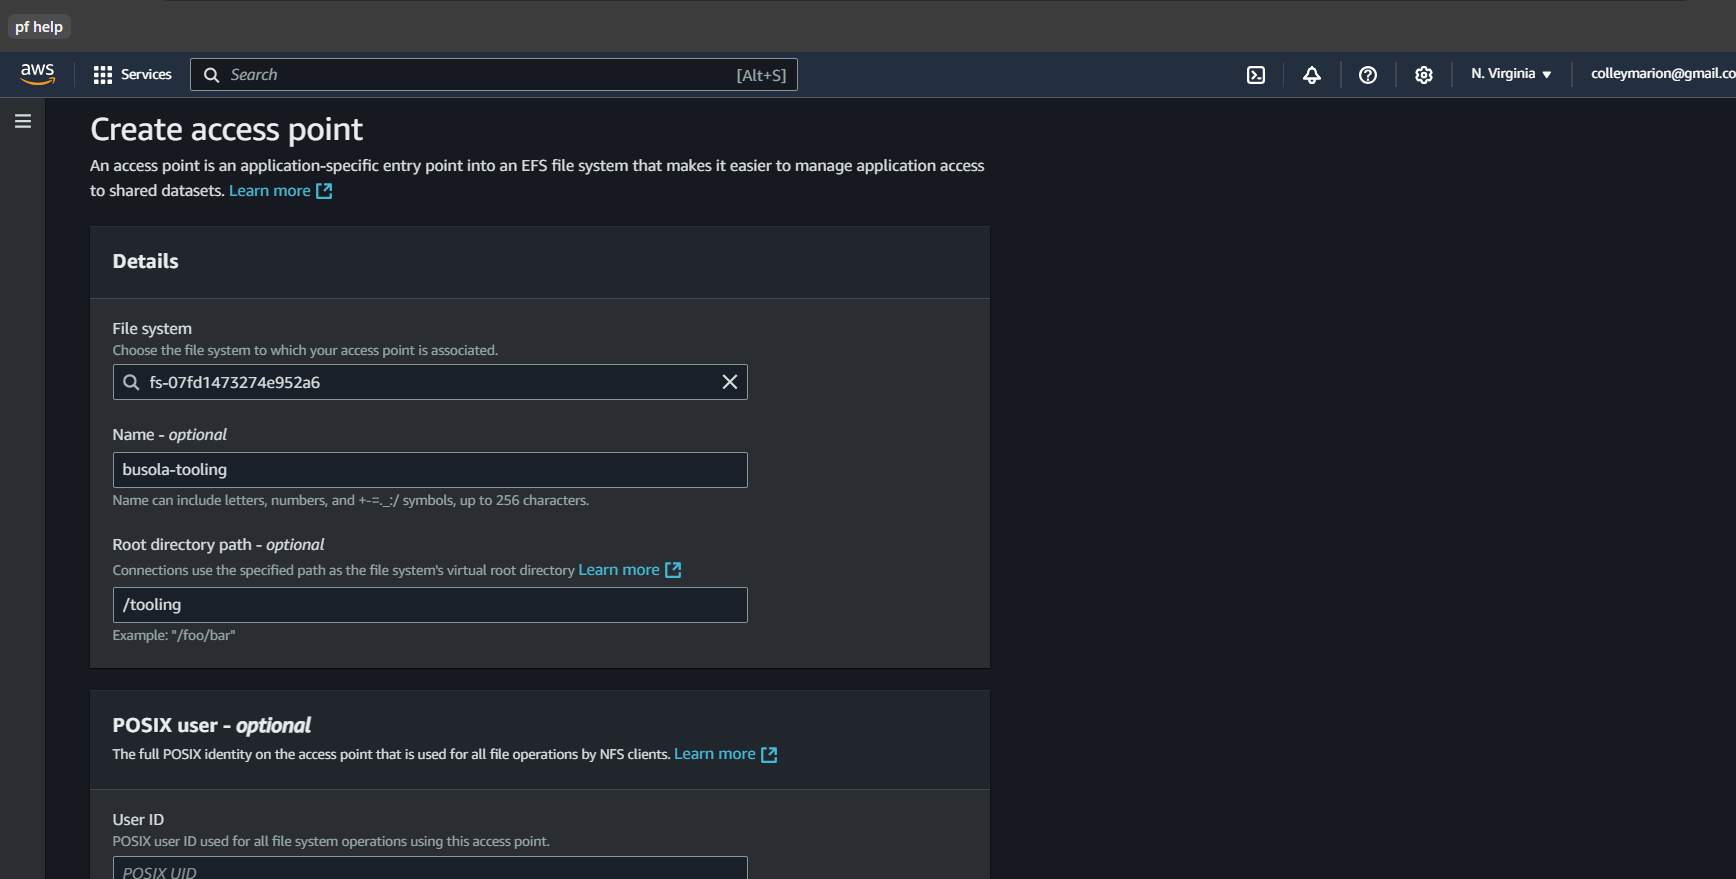 pf help
aws
Services
Search
[Alt+S]
N. Virginia
colleymarion@gmail.co
Create access point
An access point is an application-specific entry point into an EFS file system that makes it easier to manage application access
to shared datasets. Learn more
Details
File system
Choose the file system to which your access point is associated.
fs-07fd1473274e952a6
Name - optional
busola-tooling
Name can include letters, numbers, and +-=._:/ symbols, up to 256 characters.
Root directory path - optional
Connections use the specified path as the file system's virtual root directory Learn more
/tooling
Example: "/foo/bar"
POSIX user - optional
The full POSIX identity on the access point that is used for all file operations by NFS clients. Learn more
User ID
POSIX user ID used for all file system operations using this access point.
POSIX UID